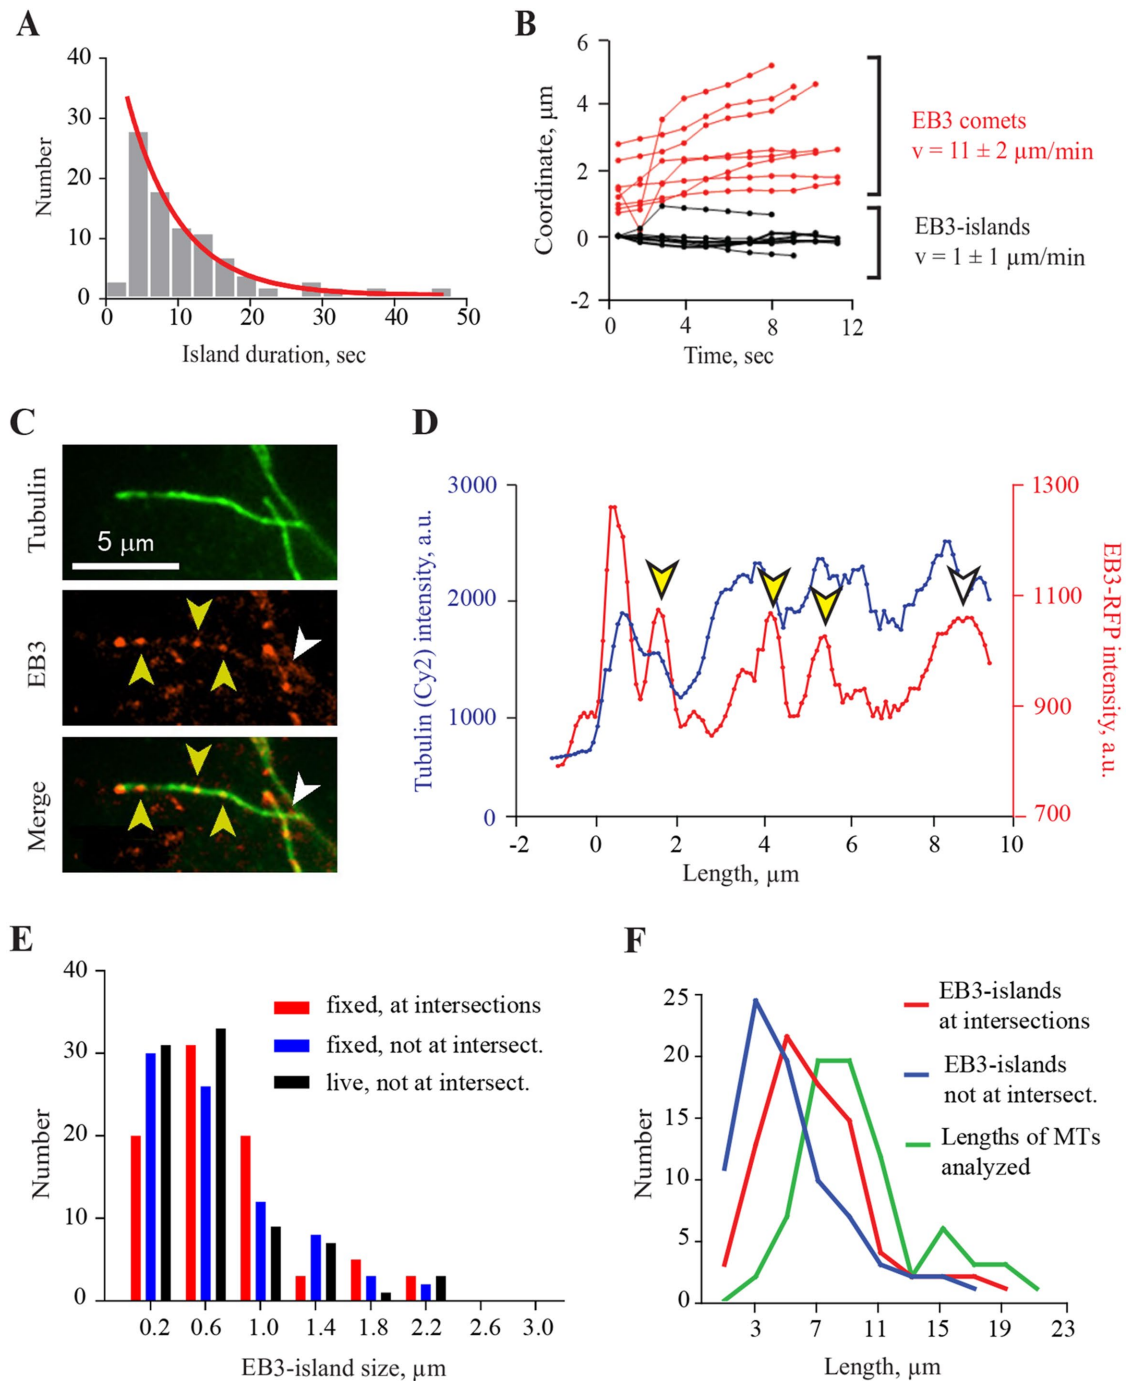 A
Number
40
30
20
10
0
0 10 20 30 40 50
Island duration, sec
B
Coordinate, µm
6
4
2
0
-2
0 4 8 12
Time, sec
EB3 comets
v = 11 ± 2 µm/min
EB3-islands
v = 1 ± 1 µm/min
C
Tubulin
5 µm
EB3
Merge
D
Tubulin (Cy2) intensity, a.u.
3000
2000
1000
0
1300
1100
900
700
EB3-RFP intensity, a.u.
-2 0 2 4 6 8 10
Length, µm
E
Number
40
30
20
10
0
fixed, at intersections
fixed, not at intersect.
live, not at intersect.
0.2 0.6 1.0 1.4 1.8 2.2 2.6 3.0
EB3-island size, µm
F
Number
25
20
15
10
5
0
EB3-islands
at intersections
EB3-islands
not at intersect.
Lengths of MTs
analyzed
3 7 11 15 19 23
Length, µm